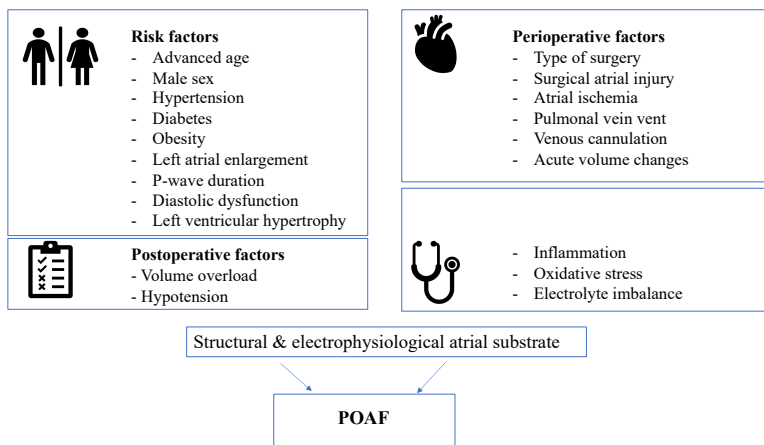 Risk factors
- Advanced age
- Male sex
- Hypertension
- Diabetes
- Obesity
- Left atrial enlargement
- P-wave duration
- Diastolic dysfunction
- Left ventricular hypertrophy
Perioperative factors
- Type of surgery
- Surgical atrial injury
- Atrial ischemia
- Pulmonal vein vent
- Venous cannulation
- Acute volume changes
Postoperative factors
- Volume overload
- Hypotension
- Inflammation
- Oxidative stress
- Electrolyte imbalance
Structural & electrophysiological atrial substrate
POAF